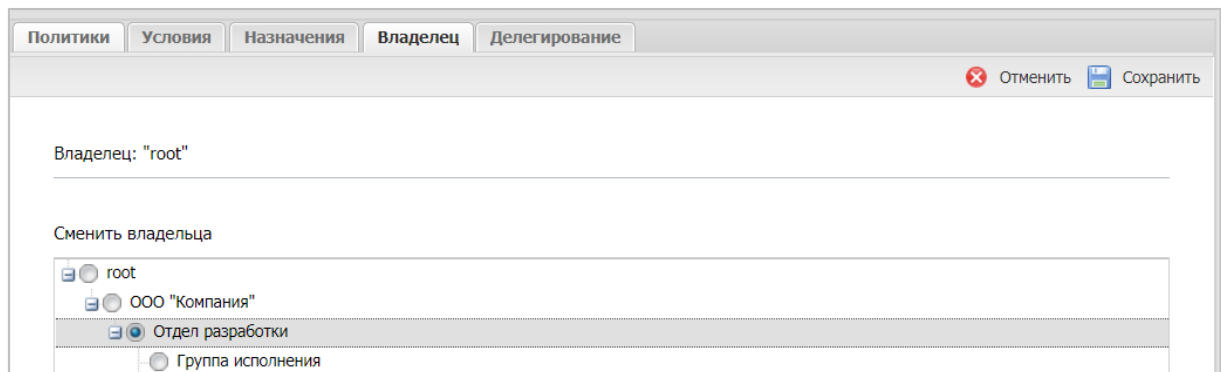 Политики Условия Назначения Владелец Делегирование
Отменить Сохранить
Владелец: "root"
Сменить владельца
root
ООО "Компания"
Отдел разработки
Группа исполнения